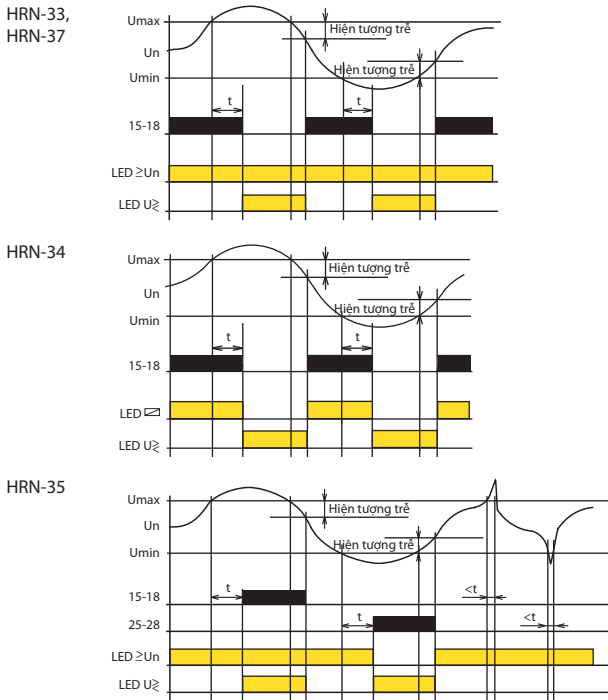 HRN-33,
HRN-37
Umax
Hiện tượng trễ
Un
Hiện tượng trễ
Umin
t
t
15-18
LED ≥Un
LED U≷
HRN-34
Umax
Hiện tượng trễ
Un
Hiện tượng trễ
Umin
t
t
15-18
LED
LED U≷
HRN-35
Umax
Hiện tượng trễ
Un
Hiện tượng trễ
Umin
t
<t
15-18
t
<t
25-28
LED ≥Un
LED U≷